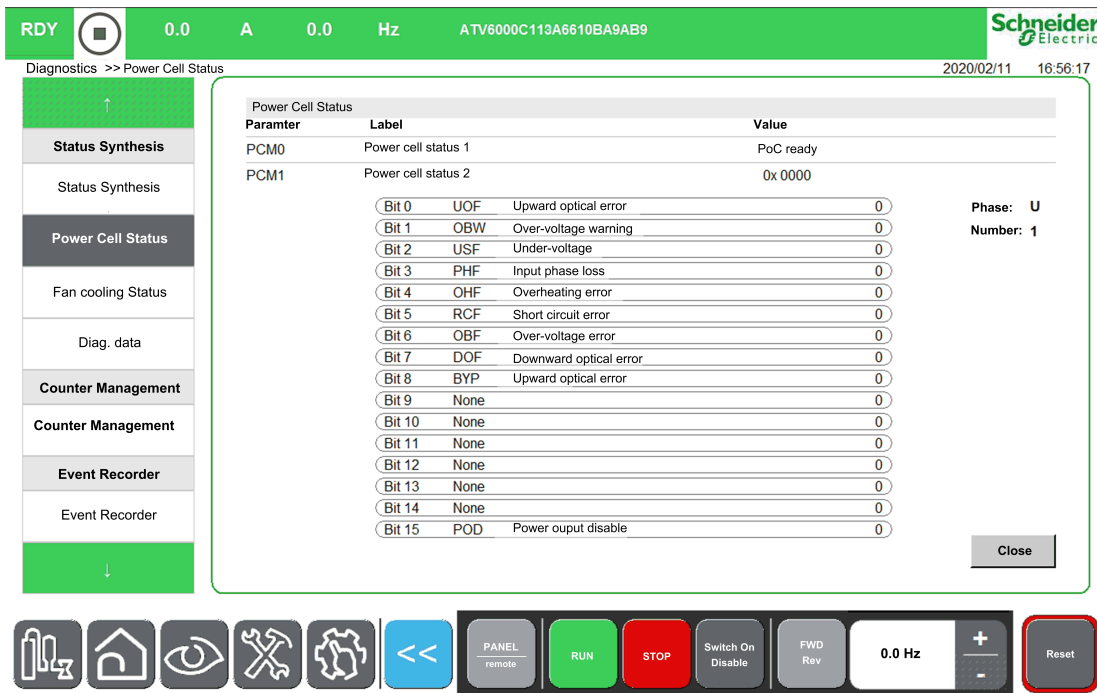 RDY 0.0 A 0.0 Hz ATV6000C113A6610BA9AB9 Schneider
Electric
Diagnostics >> Power Cell Status 2020/02/11 16:56:17
↑
Status Synthesis
Status Synthesis
Power Cell Status
Fan cooling Status
Diag. data
Counter Management
Counter Management
Event Recorder
Event Recorder
↓
Power Cell Status
Paramter Label Value
PCM0 Power cell status 1 PoC ready
PCM1 Power cell status 2 0x 0000
Bit 0 UOF Upward optical error 0
Bit 1 OBW Over-voltage warning 0
Bit 2 USF Under-voltage 0
Bit 3 PHF Input phase loss 0
Bit 4 OHF Overheating error 0
Bit 5 RCF Short circuit error 0
Bit 6 OBF Over-voltage error 0
Bit 7 DOF Downward optical error 0
Bit 8 BYP Upward optical error 0
Bit 9 None 0
Bit 10 None 0
Bit 11 None 0
Bit 12 None 0
Bit 13 None 0
Bit 14 None 0
Bit 15 POD Power ouput disable 0
Phase: U
Number: 1
Close
<<
PANEL
remote
RUN
STOP
Switch On
Disable
FWD
Rev
0.0 Hz
+
-
Reset